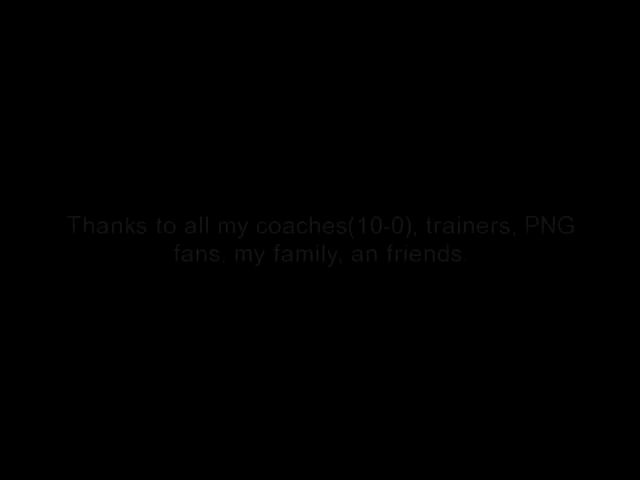 Thanks to all my coaches(10-0), trainers, PNG
fans, my family, an friends.